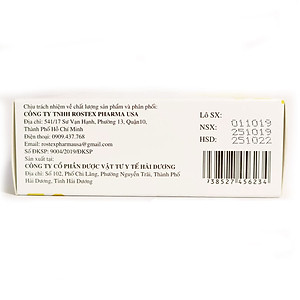 Chịu trách nhiệm về chất lượng sản phẩm và phân phối:
CÔNG TY TNHH ROSTEX PHARMA USA
Địa chỉ: 541/17 Sư Vạn Hạnh, Phường 13, Quận10,
Thành Phố Hồ Chí Minh
Điện thoại: 0909.437.768
Email: rostexpharmausa@gmail.com
Số ĐKSP: 9004/2019/ĐKSP
Sản xuất tại:
CÔNG TY CỔ PHẦN DƯỢC VẬT TƯ Y TẾ HẢI DƯƠNG
Địa chỉ: Số 102, Phố Chi Lăng, Phường Nguyễn Trãi, Thành Phố
Hải Dương, Tỉnh Hải Dương
Lô SX: 011019
NSX: 251019
HSD: 251022
38527 456234